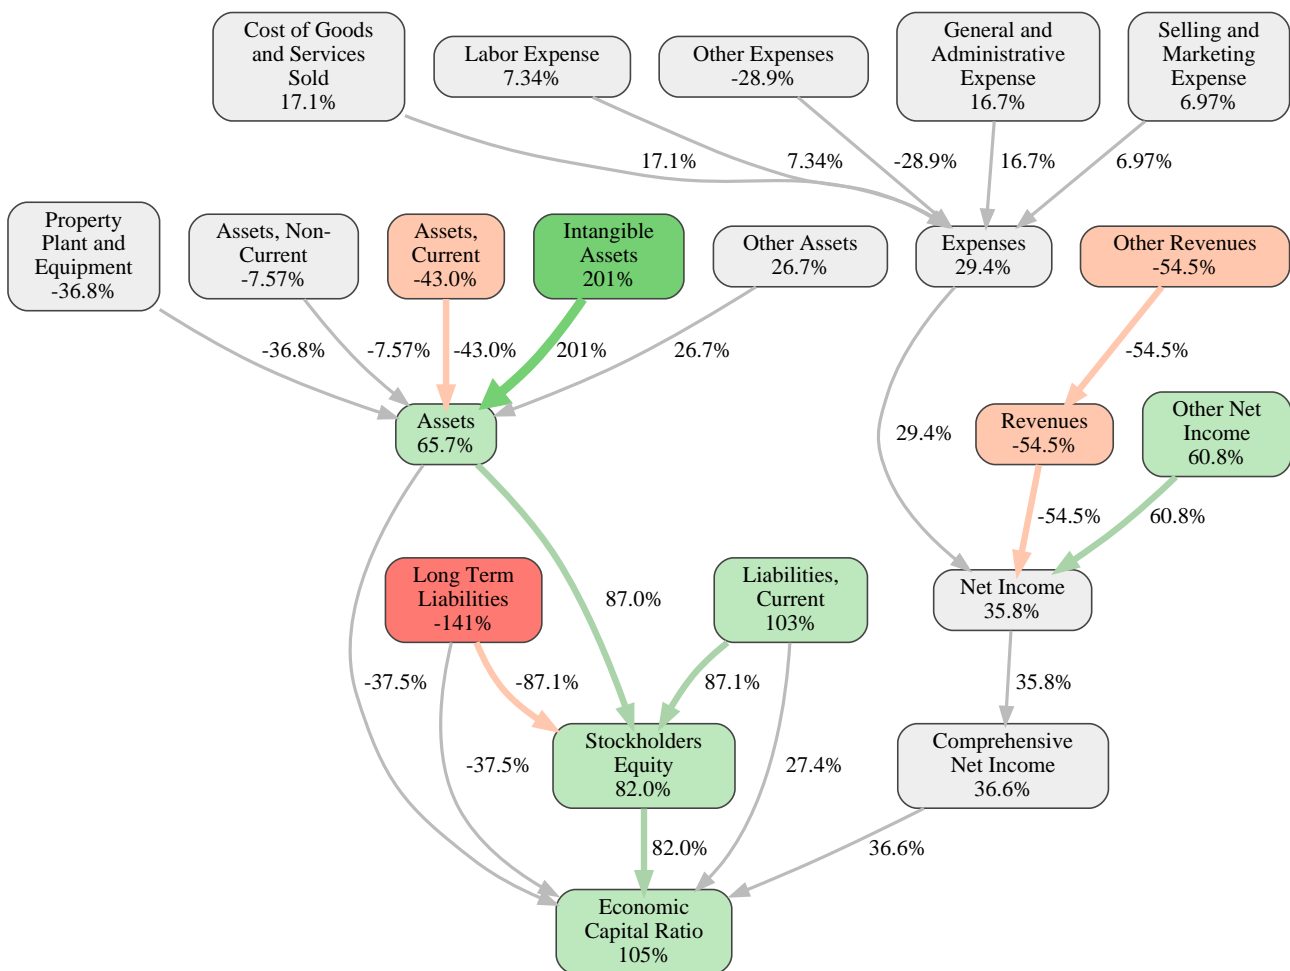 Cost of Goods
and Services
Sold
17.1%
Labor Expense
7.34%
Other Expenses
-28.9%
General and
Administrative
Expense
16.7%
Selling and
Marketing
Expense
6.97%
17.1%
7.34%
-28.9%
16.7%
6.97%
Property
Plant and
Equipment
-36.8%
Assets, Non-
Current
-7.57%
Assets,
Current
-43.0%
Intangible
Assets
201%
Other Assets
26.7%
Expenses
29.4%
Other Revenues
-54.5%
-36.8%
-7.57%
-43.0%
201%
26.7%
-54.5%
Assets
65.7%
29.4%
Revenues
-54.5%
Other Net
Income
60.8%
-54.5%
60.8%
Long Term
Liabilities
-141%
87.0%
Liabilities,
Current
103%
Net Income
35.8%
-37.5%
-87.1%
87.1%
35.8%
Stockholders
Equity
82.0%
-37.5%
27.4%
Comprehensive
Net Income
36.6%
82.0%
36.6%
Economic
Capital Ratio
105%